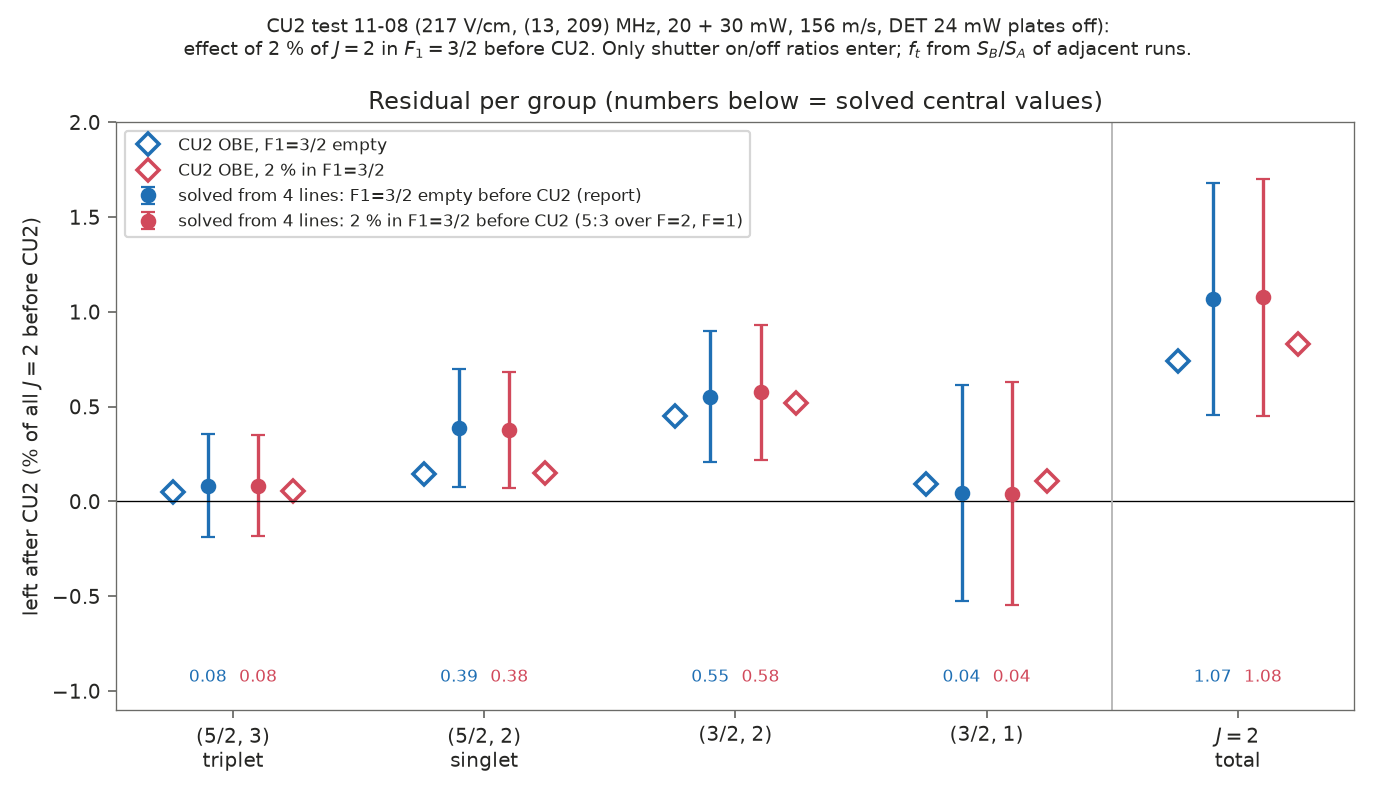 CU2 test 11-08 (217 V/cm, (13, 209) MHz, 20 + 30 mW, 156 m/s, DET 24 mW plates off):
effect of 2 % of J = 2 in F₁ = 3/2 before CU2. Only shutter on/off ratios enter; fₜ from S_B/S_A of adjacent runs.
Residual per group (numbers below = solved central values)
left after CU2 (% of all J = 2 before CU2)
2.0
1.5
1.0
0.5
0.0
−0.5
−1.0
CU2 OBE, F1=3/2 empty
CU2 OBE, 2 % in F1=3/2
solved from 4 lines: F1=3/2 empty before CU2 (report)
solved from 4 lines: 2 % in F1=3/2 before CU2 (5:3 over F=2, F=1)
0.08 0.08 0.39 0.38 0.55 0.58 0.04 0.04 1.07 1.08
(5/2, 3) (5/2, 2) (3/2, 2) (3/2, 1) J = 2
triplet singlet total